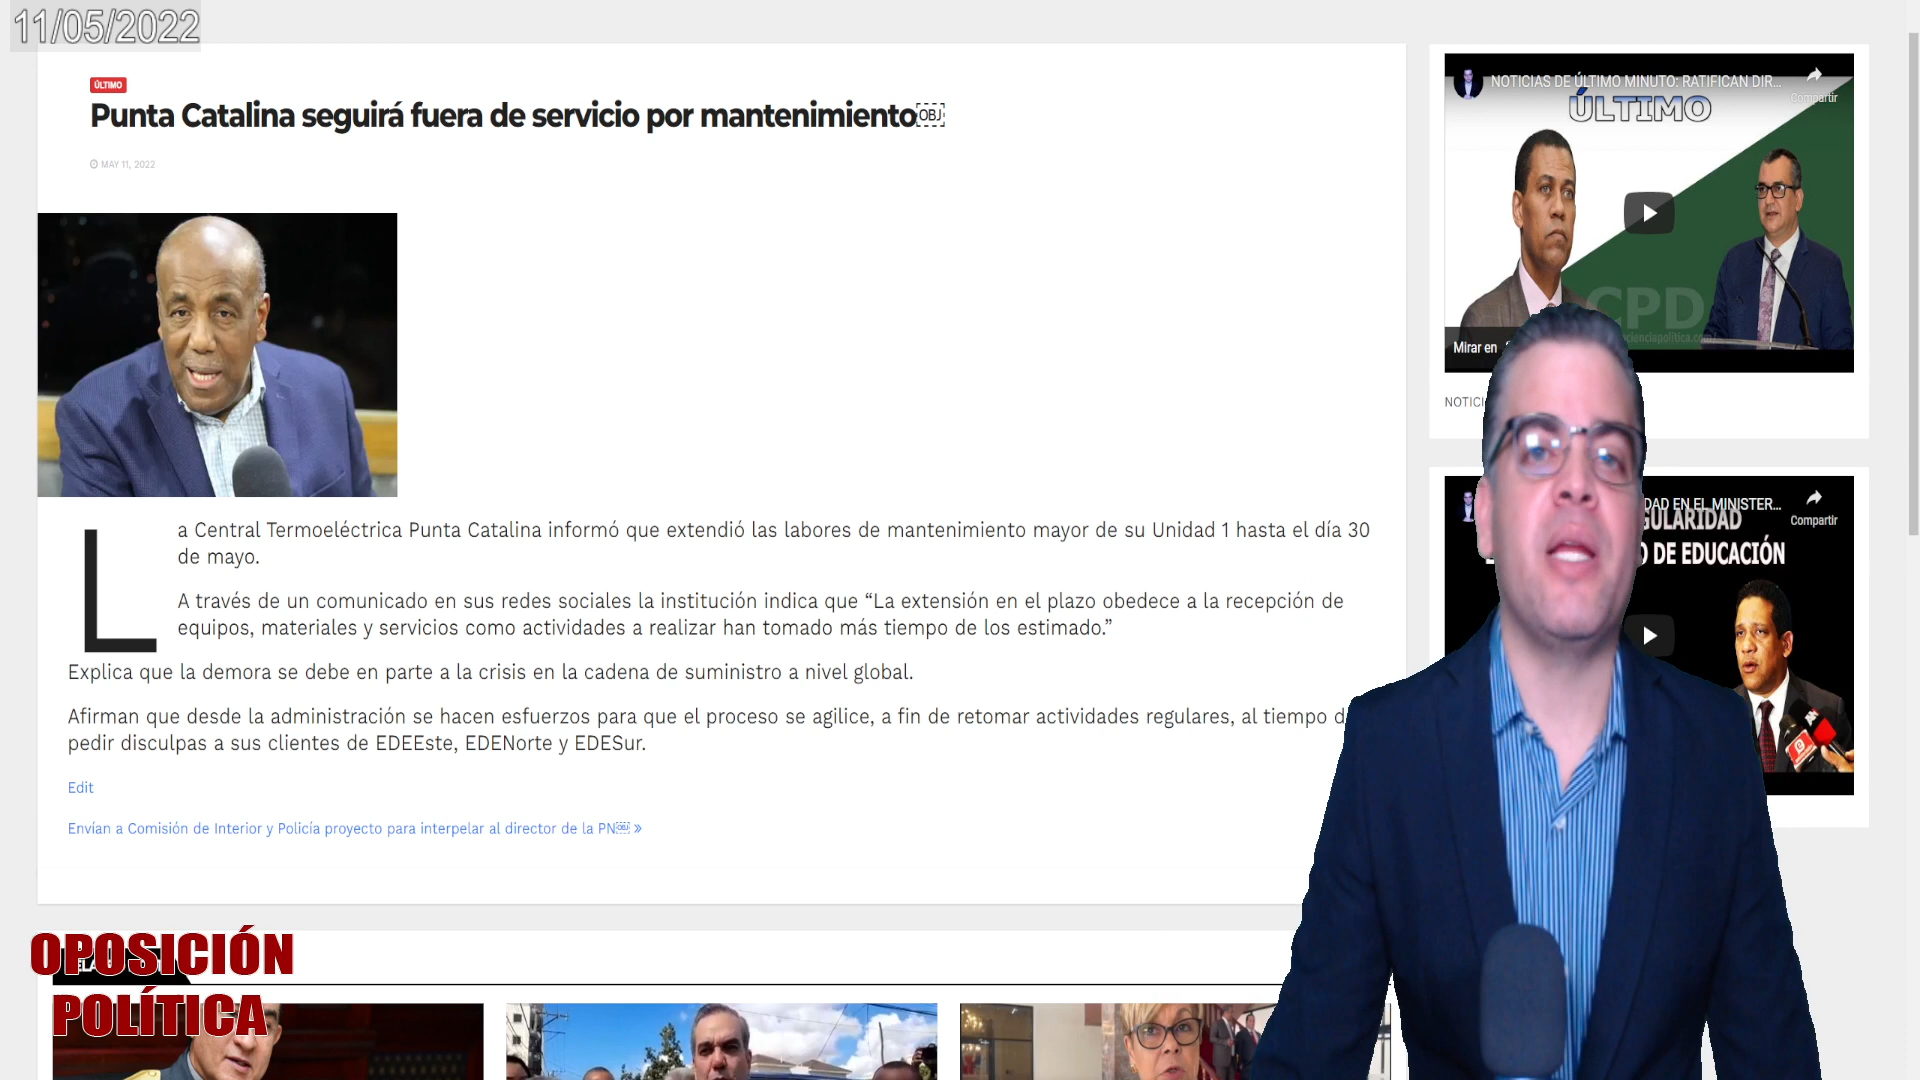 11/05/2022
ÚLTIMO
Punta Catalina seguirá fuera de servicio por mantenimiento OBJ
MAY 11, 2022
La Central Termoeléctrica Punta Catalina informó que extendió las labores de mantenimiento mayor de su Unidad 1 hasta el día 30
de mayo.
A través de un comunicado en sus redes sociales la institución indica que “La extensión en el plazo obedece a la recepción de
equipos, materiales y servicios como actividades a realizar han tomado más tiempo de los estimado.”
Explica que la demora se debe en parte a la crisis en la cadena de suministro a nivel global.
Afirman que desde la administración se hacen esfuerzos para que el proceso se agilice, a fin de retomar actividades regulares, al tiempo d
pedir disculpas a sus clientes de EDEEste, EDENorte y EDESur.
Edit
Envían a Comisión de Interior y Policía proyecto para interpelar al director de la PN OBJ »
OPOSICIÓN
POLÍTICA
NOTICIAS DE ÚLTIMO MINUTO: RATIFICAN DIR...
Compartir
ÚLTIMO
CPD
Mirar en
NOTICI
DAD EN EL MINISTER...
GULARIDAD
Compartir
O DE EDUCACIÓN